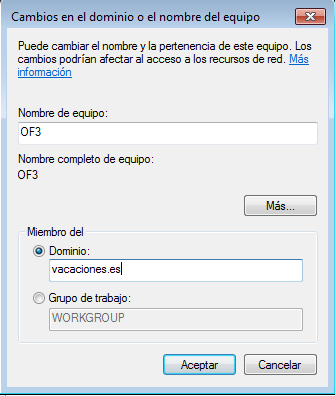 Cambios en el dominio o el nombre del equipo
Puede cambiar el nombre y la pertenencia de este equipo. Los
cambios podrían afectar al acceso a los recursos de red. Más
información
Nombre de equipo:
OF3
Nombre completo de equipo:
OF3
Más...
Miembro del
Dominio:
vacaciones.es
Grupo de trabajo:
WORKGROUP
Aceptar
Cancelar